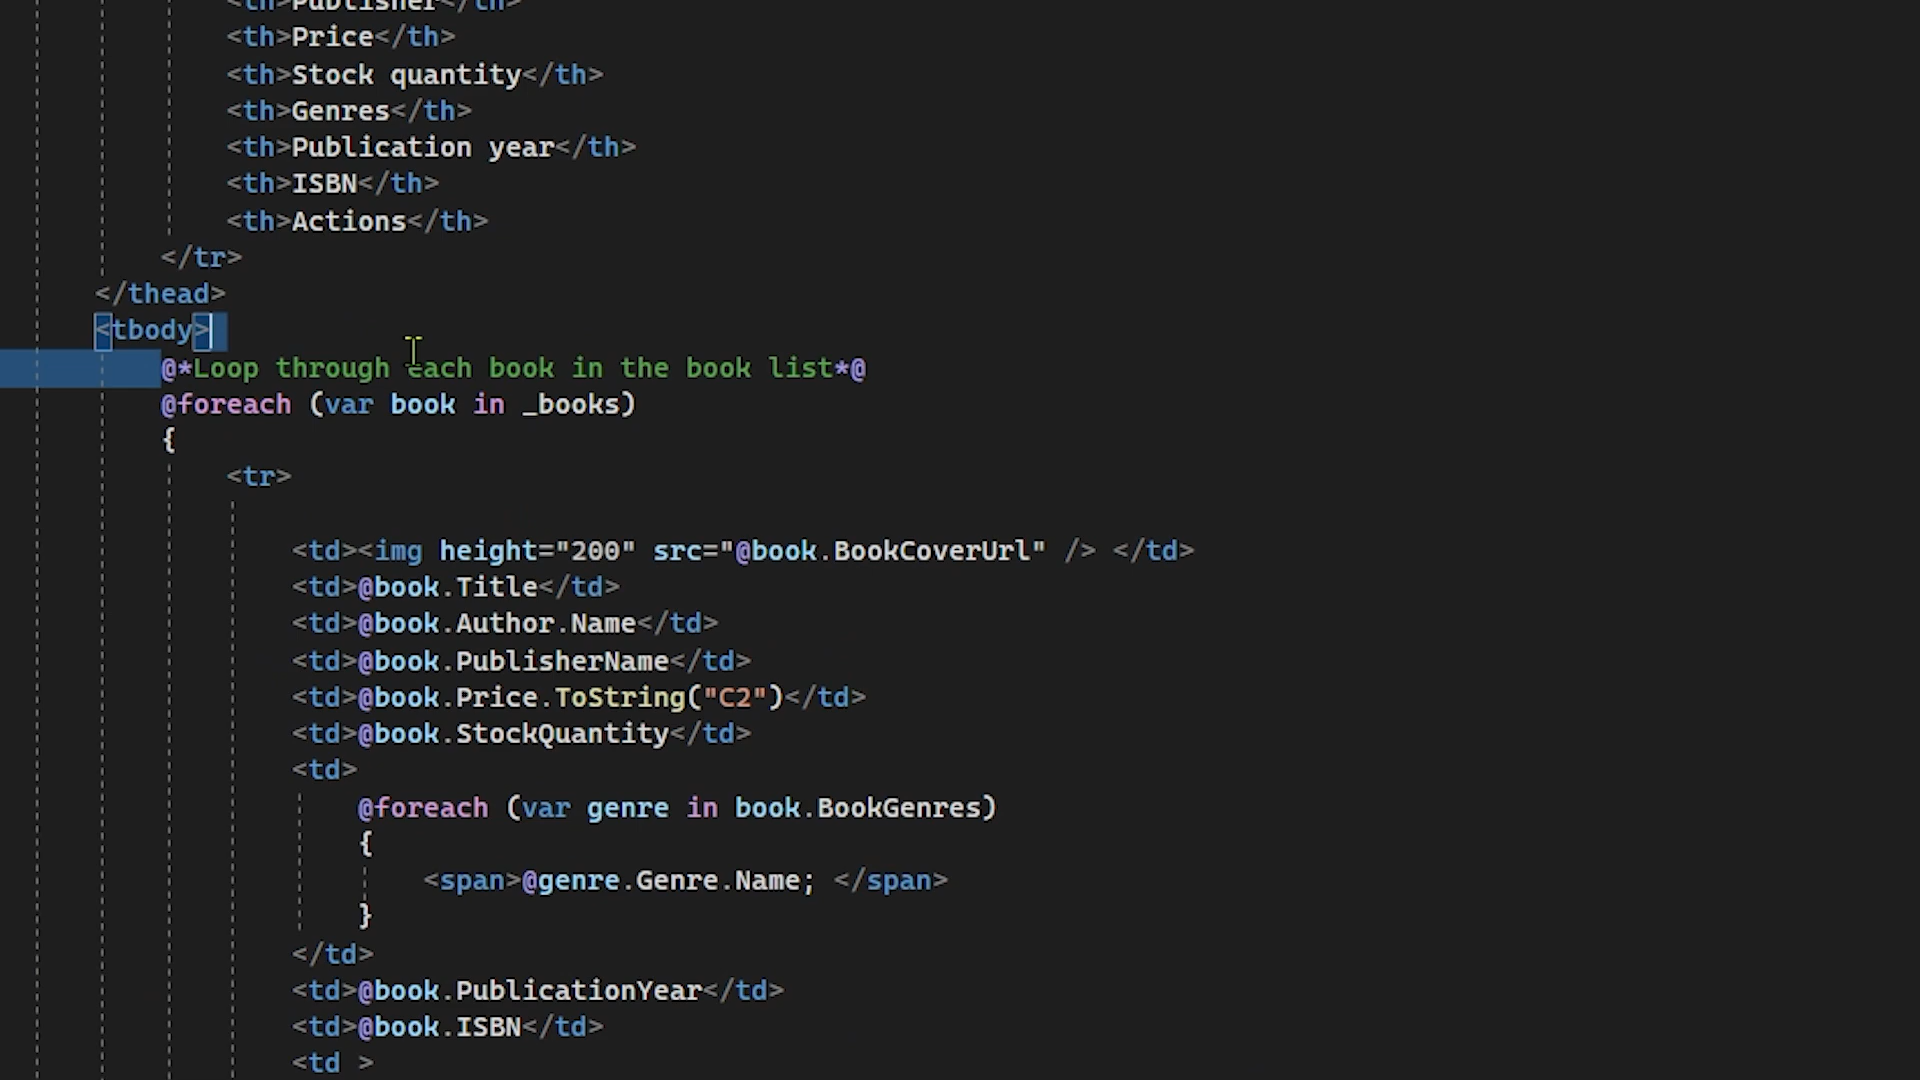 <th>Publisher</th>
<th>Price</th>
<th>Stock quantity</th>
<th>Genres</th>
<th>Publication year</th>
<th>ISBN</th>
<th>Actions</th>
</tr>
</thead>
<tbody>
@*Loop through each book in the book list*@
@foreach (var book in _books)
{
<tr>
<td><img height="200" src="@book.BookCoverUrl" /> </td>
<td>@book.Title</td>
<td>@book.Author.Name</td>
<td>@book.PublisherName</td>
<td>@book.Price.ToString("C2")</td>
<td>@book.StockQuantity</td>
<td>
@foreach (var genre in book.BookGenres)
{
<span>@genre.Genre.Name; </span>
}
</td>
<td>@book.PublicationYear</td>
<td>@book.ISBN</td>
<td >